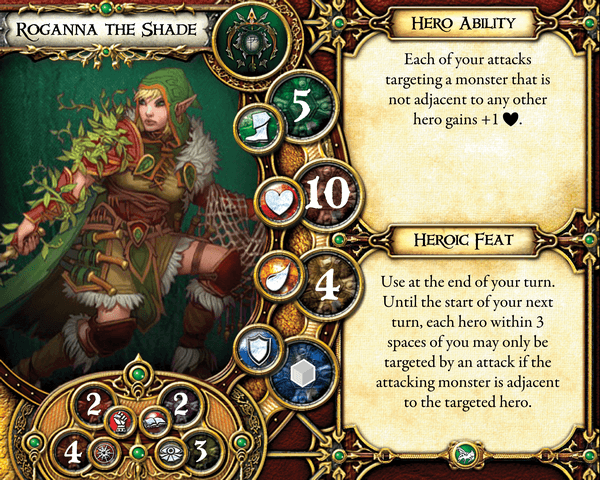 Roganna the Shade
5
10
4
2
2
4
3
Hero Ability
Each of your attacks
targeting a monster that is
not adjacent to any other
hero gains +1 ♥.
Heroic Feat
Use at the end of your turn.
Until the start of your next
turn, each hero within 3
spaces of you may only be
targeted by an attack if the
attacking monster is adjacent
to the targeted hero.